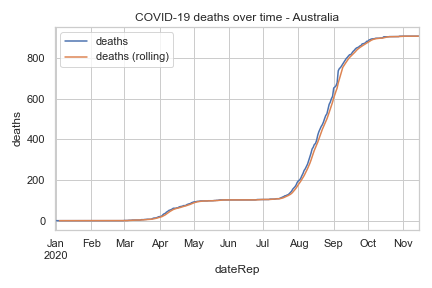 COVID-19 deaths over time - Australia
deaths
deaths (rolling)
800
600
400
200
0
deaths
Jan Feb Mar Apr May Jun Jul Aug Sep Oct Nov
2020
dateRep